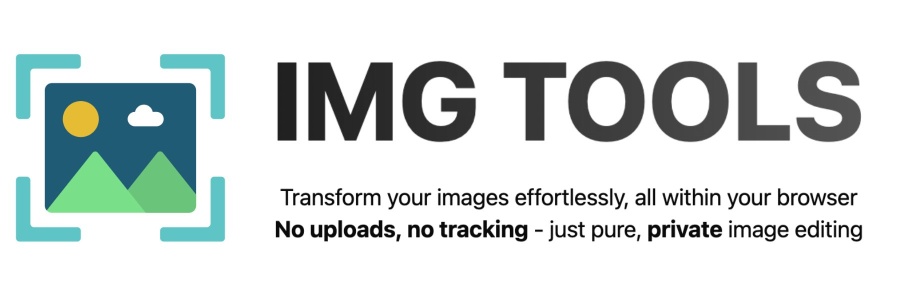 IMG TOOLS
Transform your images effortlessly, all within your browser
No uploads, no tracking - just pure, private image editing